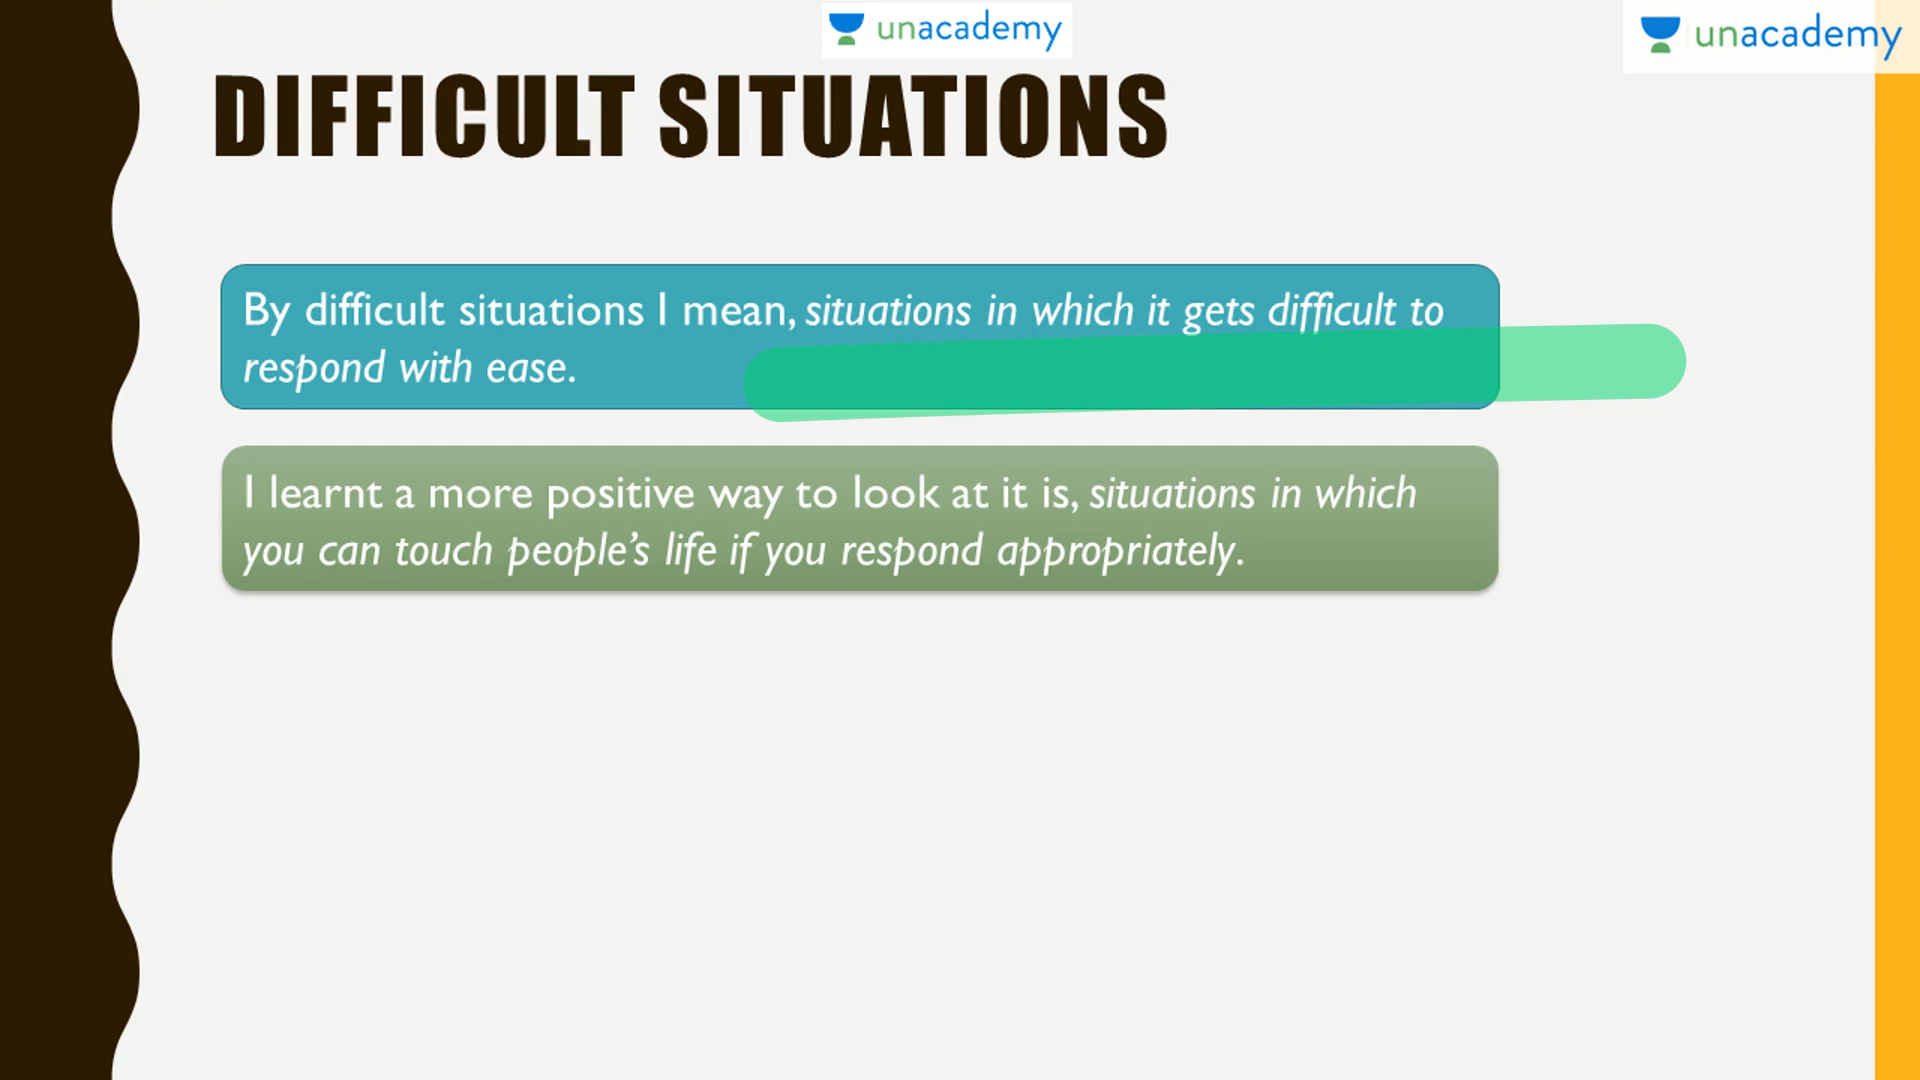 unacademy
unacademy
DIFFICULT SITUATIONS
By difficult situations I mean, situations in which it gets difficult to
respond with ease.
I learnt a more positive way to look at it is, situations in which
you can touch people’s life if you respond appropriately.